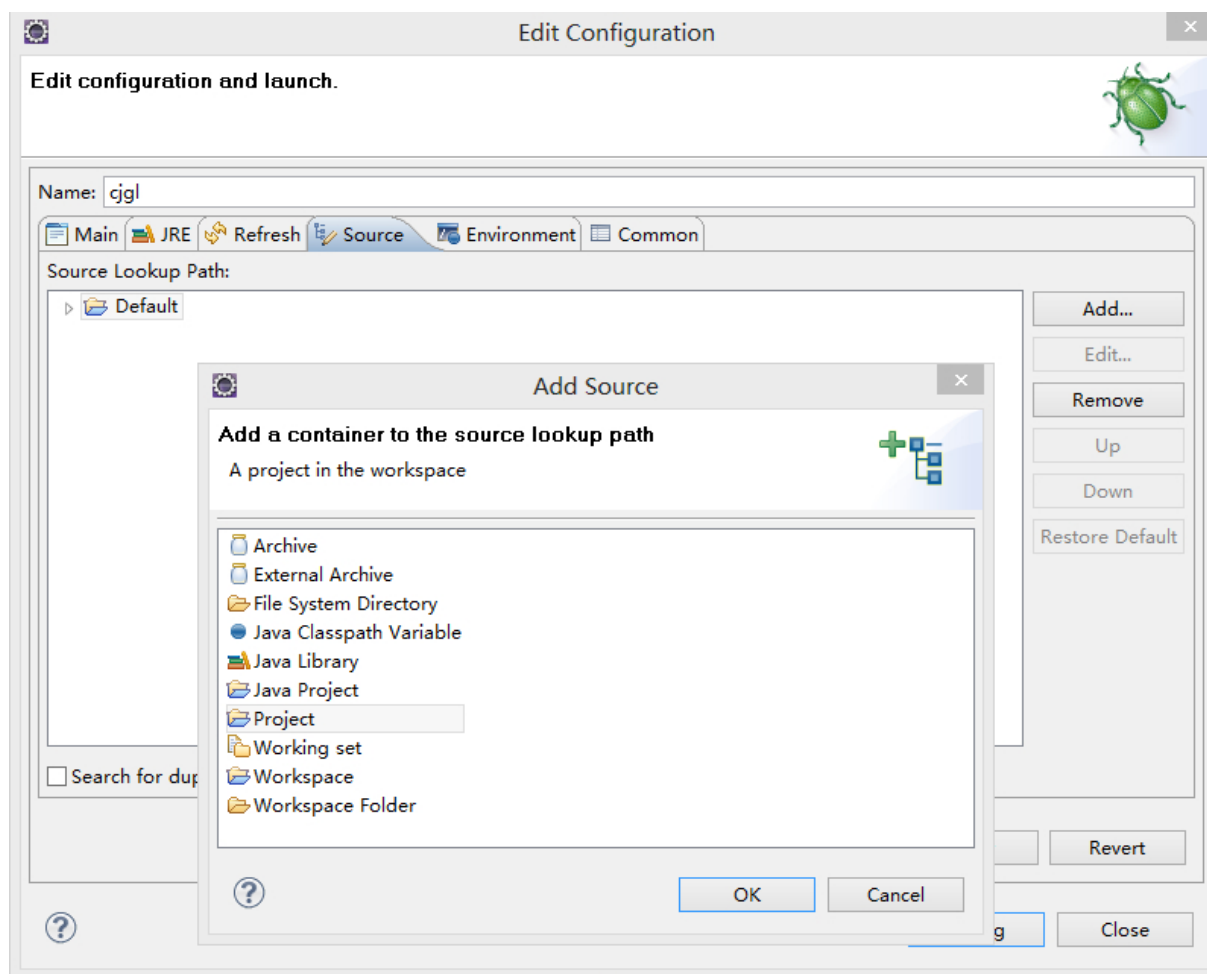 Edit Configuration
Edit configuration and launch.
Name: cjgl
Main JRE Refresh Source Environment Common
Source Lookup Path:
Default
Add...
Edit...
Remove
Up
Down
Restore Default
Add Source
Add a container to the source lookup path
A project in the workspace
Archive
External Archive
File System Directory
Java Classpath Variable
Java Library
Java Project
Project
Working set
Workspace
Workspace Folder
Search for
Revert
OK Cancel
Close